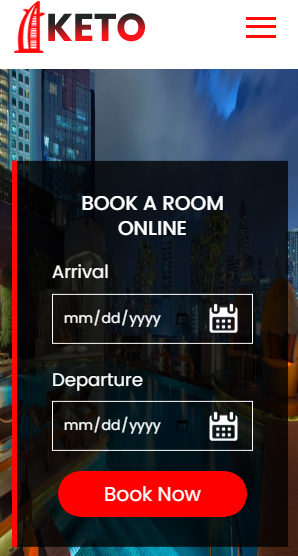 KETO
BOOK A ROOM
ONLINE
Arrival
mm/dd/yyyy
Departure
mm/dd/yyyy
Book Now